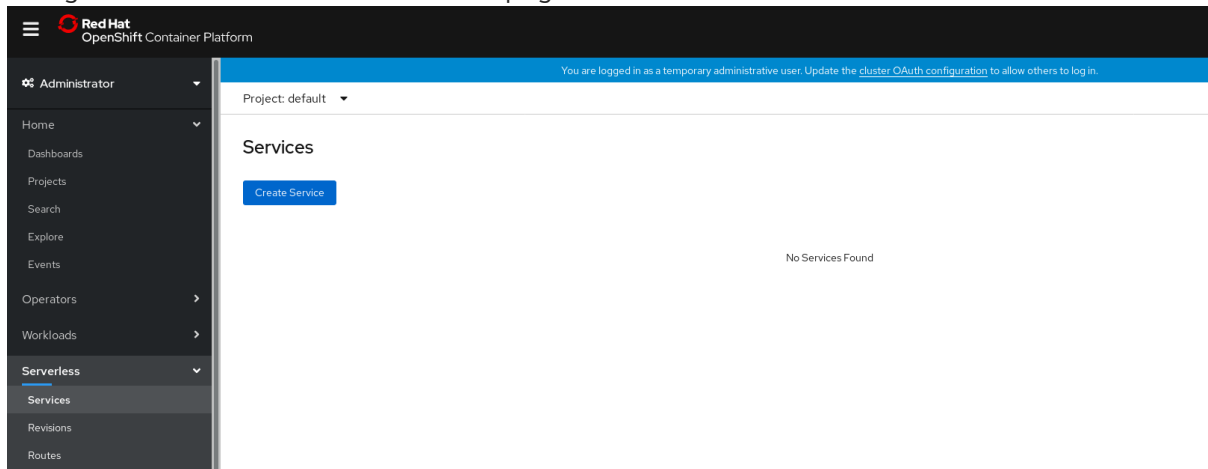 Red Hat
OpenShift Container Platform
Administrator
You are logged in as a temporary administrative user. Update the cluster OAuth configuration to allow others to log in.
Project: default
Home
Dashboards
Projects
Search
Explore
Events
Operators
Workloads
Serverless
Services
Revisions
Routes
Services
Create Service
No Services Found